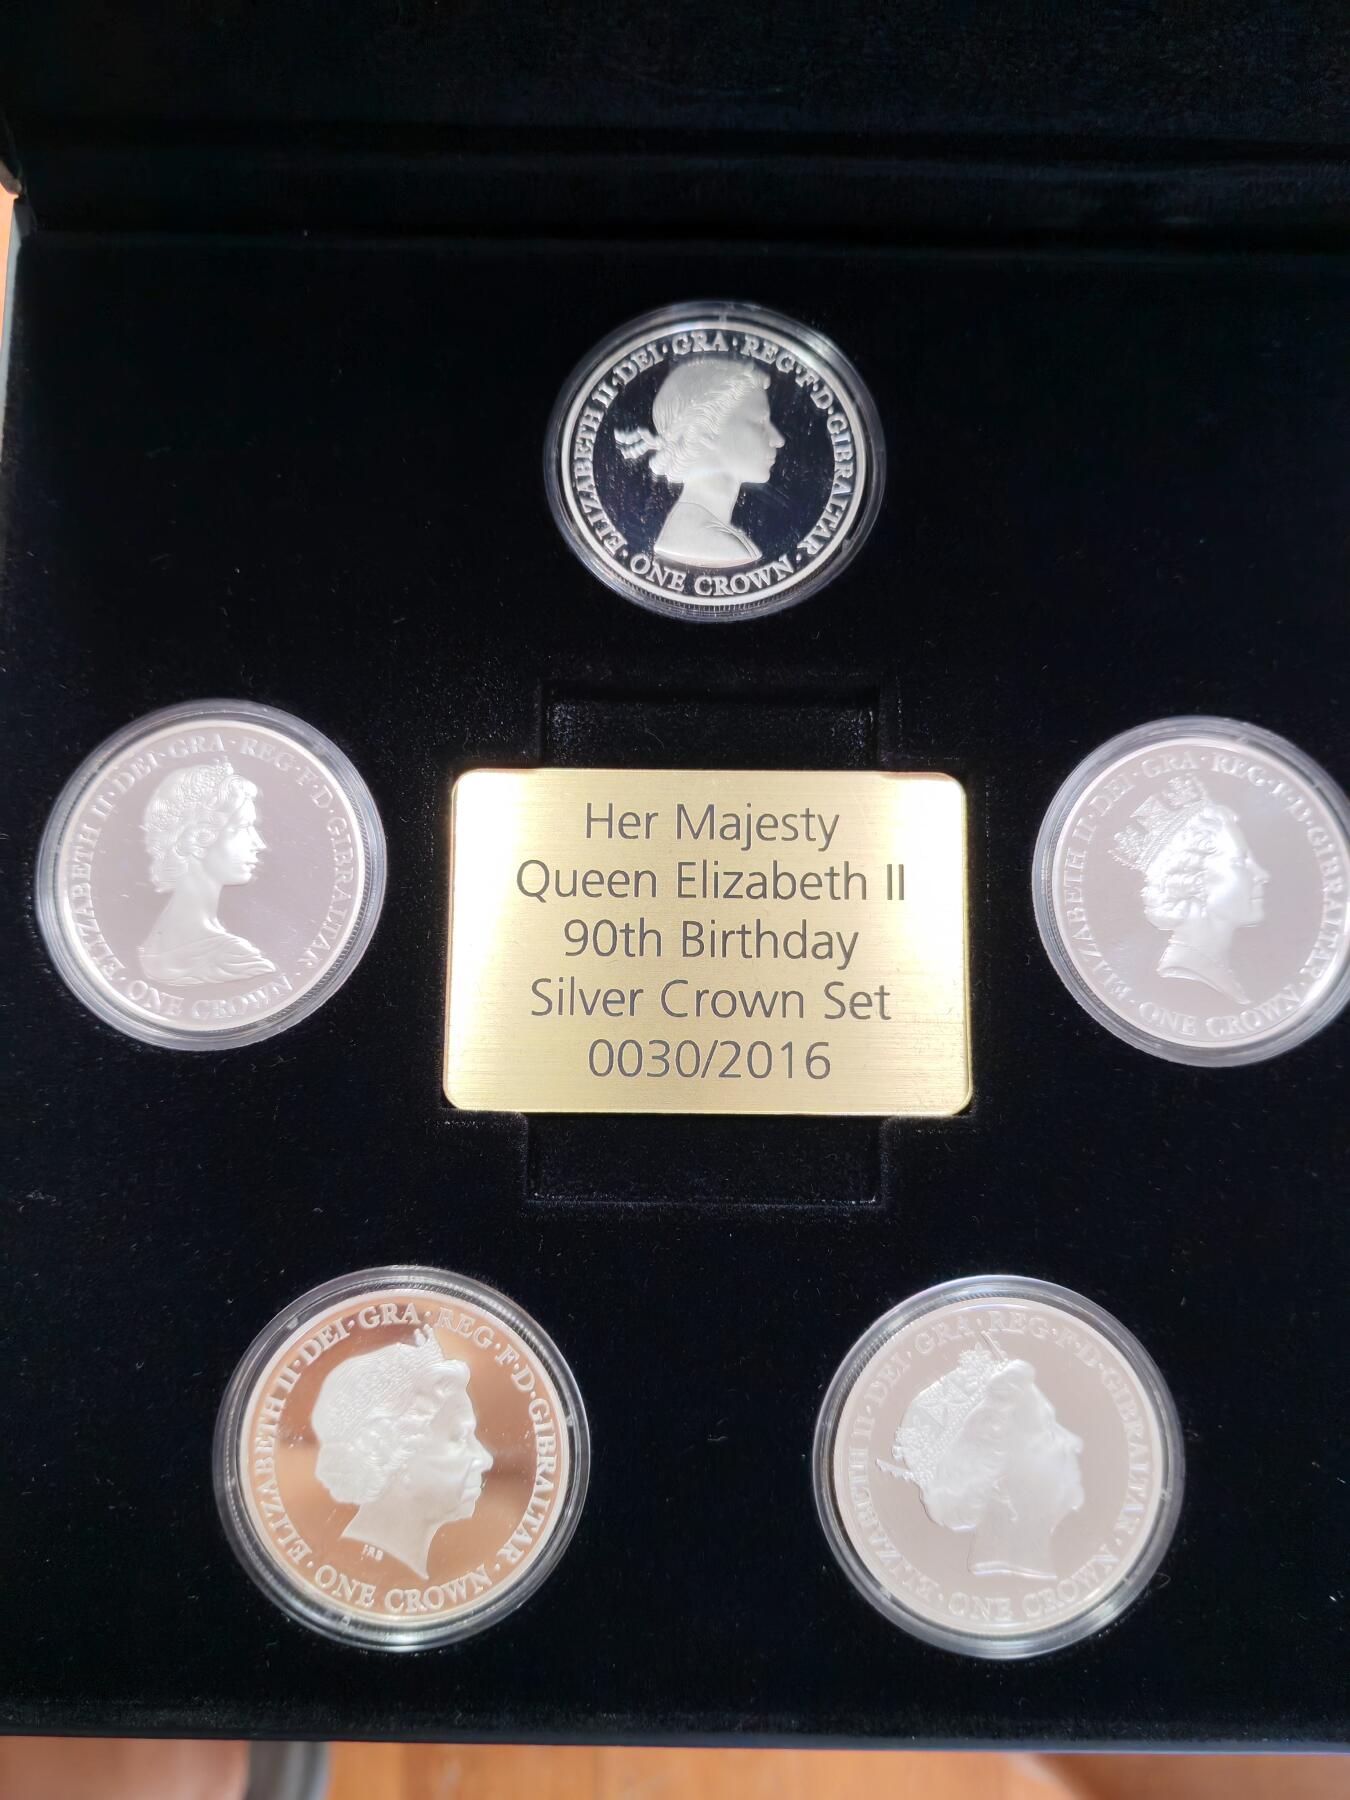 ELIZABETH II · DEI · GRA · REG · F · D · GIBRALTAR ·
ONE CROWN
ELIZABETH II · DEI · GRA · REG · F · D · GIBRALTAR ·
ONE CROWN
Her Majesty
Queen Elizabeth II
90th Birthday
Silver Crown Set
0030/2016
ELIZABETH II · DEI · GRA · REG · F · D · GIBRALTAR ·
ONE CROWN
ELIZABETH II · DEI · GRA · REG · F · D · GIBRALTAR ·
ONE CROWN
IRB
ELIZABETH II · DEI · GRA · REG · F · D · GIBRALTAR ·
ONE CROWN